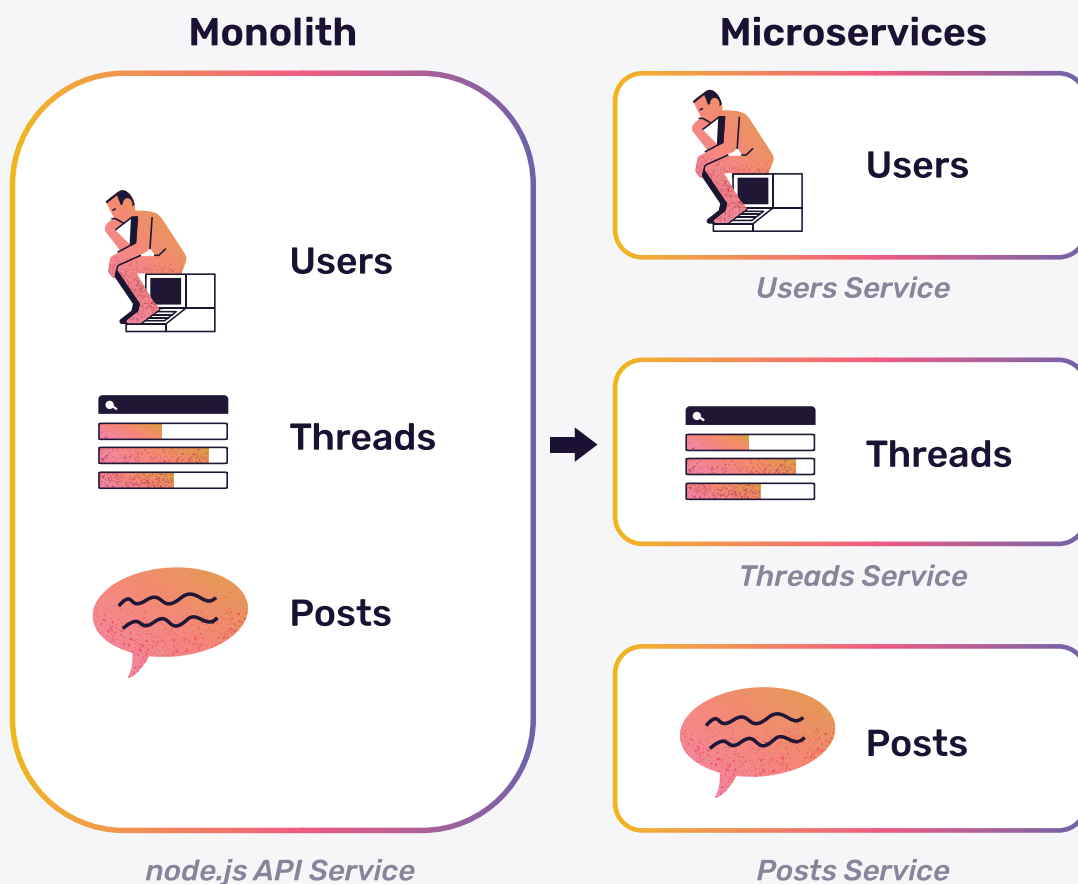 Monolith
Users
Threads
Posts
node.js API Service
Microservices
Users
Users Service
Threads
Threads Service
Posts
Posts Service